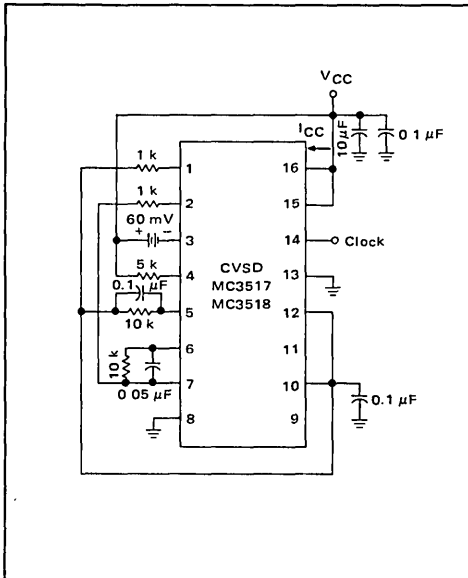 VCC
ICC
10 µF
0 1 µF
1 k
1
16
1 k
2
15
60 mV
+ −
3
14
Clock
5 k
4
CVSD
MC3517
MC3518
13
0.1 µF
5
12
10 k
6
11
10 k
7
10
0.1 µF
0 05 µF
8
9